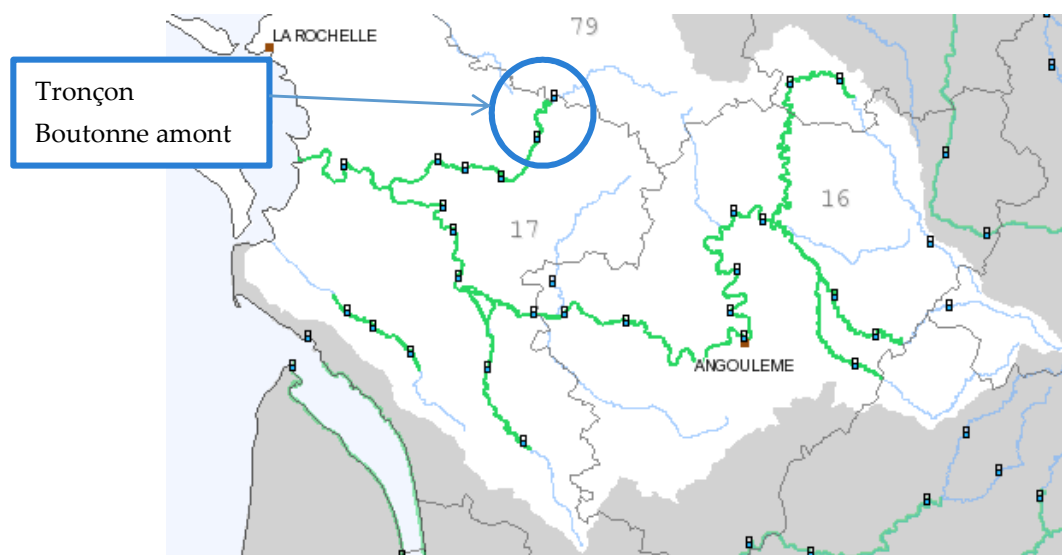 79
LA ROCHELLE
Tronçon
Boutonne amont
16
17
ANGOULEME